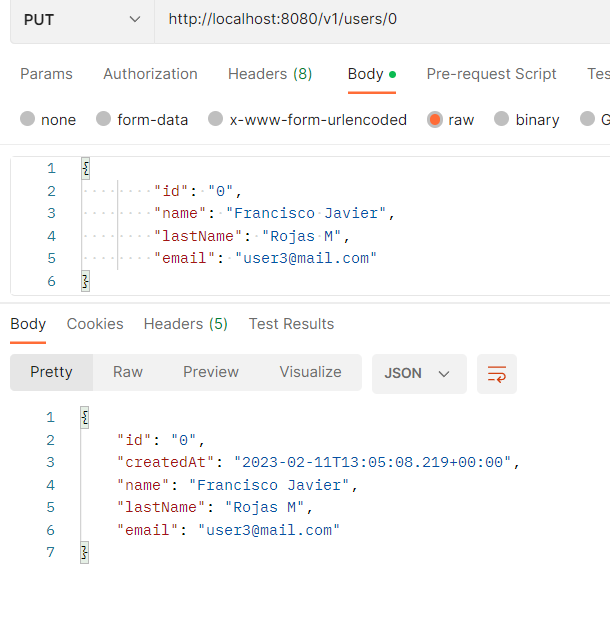 PUT http://localhost:8080/v1/users/0
Params Authorization Headers (8) Body Pre-request Script Tes
none form-data x-www-form-urlencoded raw binary G
1 {
2 "id": "0",
3 "name": "Francisco Javier",
4 "lastName": "Rojas M",
5 "email": "user3@mail.com"
6 }
Body Cookies Headers (5) Test Results
Pretty Raw Preview Visualize JSON
1 {
2 "id": "0",
3 "createdAt": "2023-02-11T13:05:08.219+00:00",
4 "name": "Francisco Javier",
5 "lastName": "Rojas M",
6 "email": "user3@mail.com"
7 }